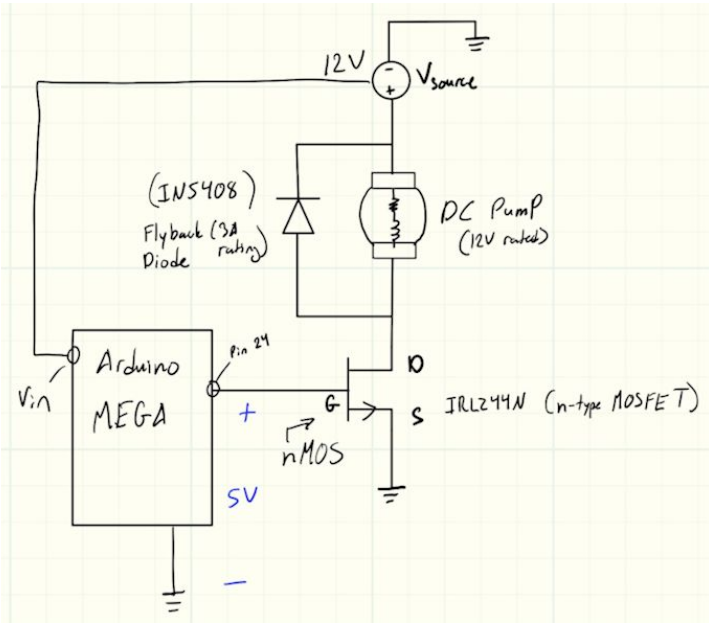 12V
-
+
Vsource
(IN5408)
Flyback (3A rating)
Diode
DC Pump
(12V rated)
Pin 24
Arduino
MEGA
Vin
+
5V
-
nMOS
G
D
S
IRLZ44N (n-type MOSFET)